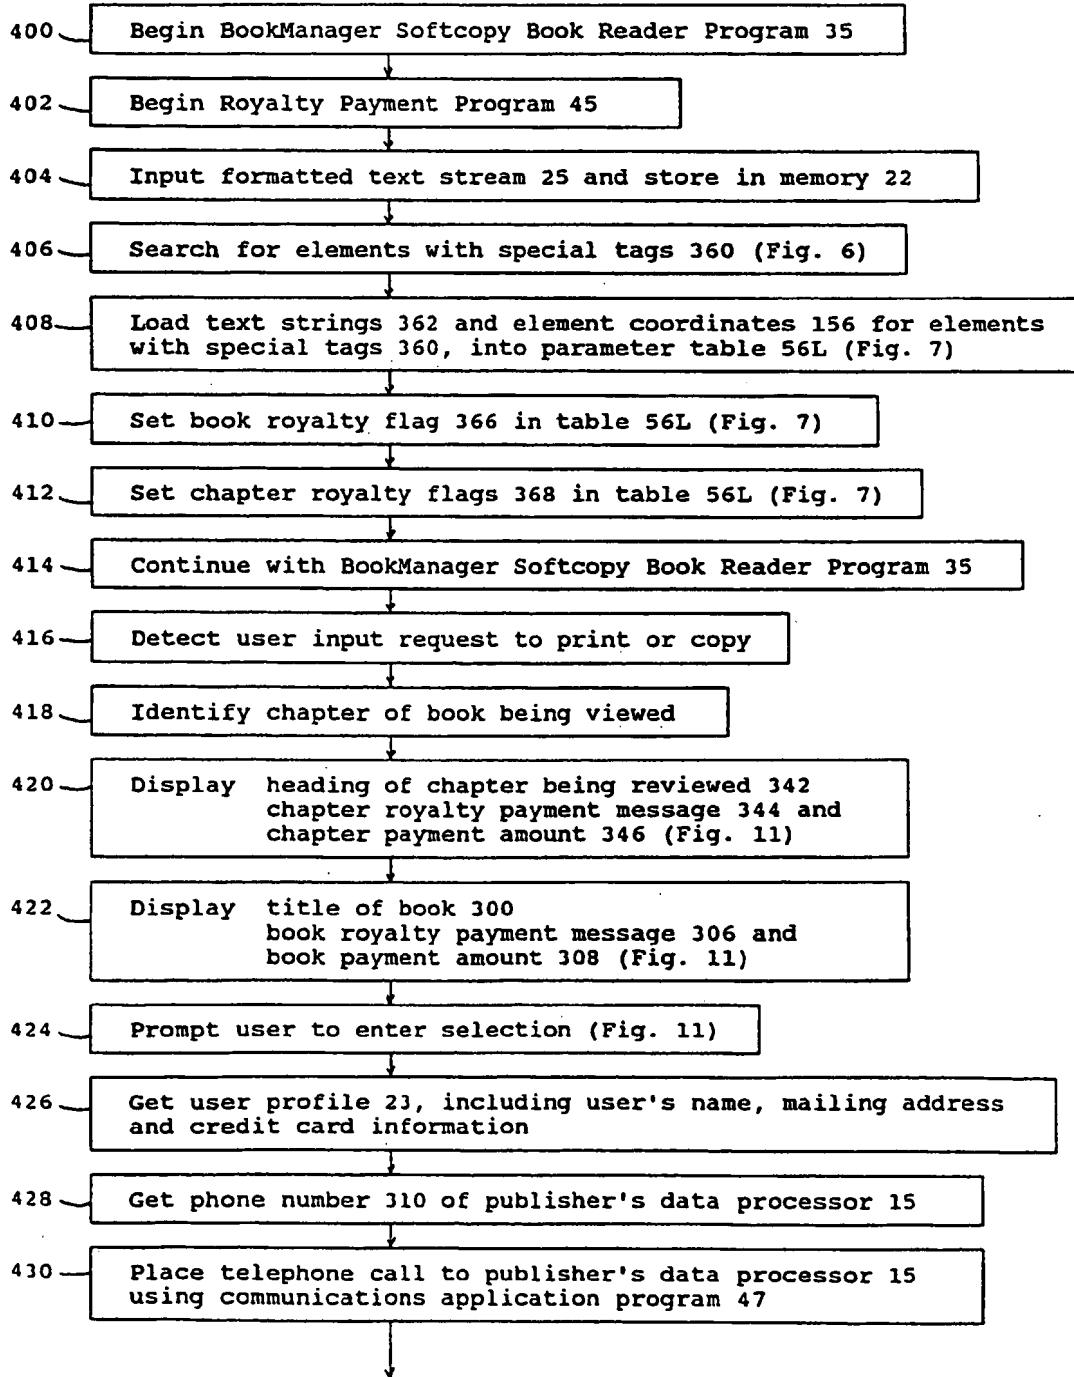 400 Begin BookManager Softcopy Book Reader Program 35
402 Begin Royalty Payment Program 45
404 Input formatted text stream 25 and store in memory 22
406 Search for elements with special tags 360 (Fig. 6)
408 Load text strings 362 and element coordinates 156 for elements
with special tags 360, into parameter table 56L (Fig. 7)
410 Set book royalty flag 366 in table 56L (Fig. 7)
412 Set chapter royalty flags 368 in table 56L (Fig. 7)
414 Continue with BookManager Softcopy Book Reader Program 35
416 Detect user input request to print or copy
418 Identify chapter of book being viewed
420 Display heading of chapter being reviewed 342
chapter royalty payment message 344 and
chapter payment amount 346 (Fig. 11)
422 Display title of book 300
book royalty payment message 306 and
book payment amount 308 (Fig. 11)
424 Prompt user to enter selection (Fig. 11)
426 Get user profile 23, including user's name, mailing address
and credit card information
428 Get phone number 310 of publisher's data processor 15
430 Place telephone call to publisher's data processor 15
using communications application program 47